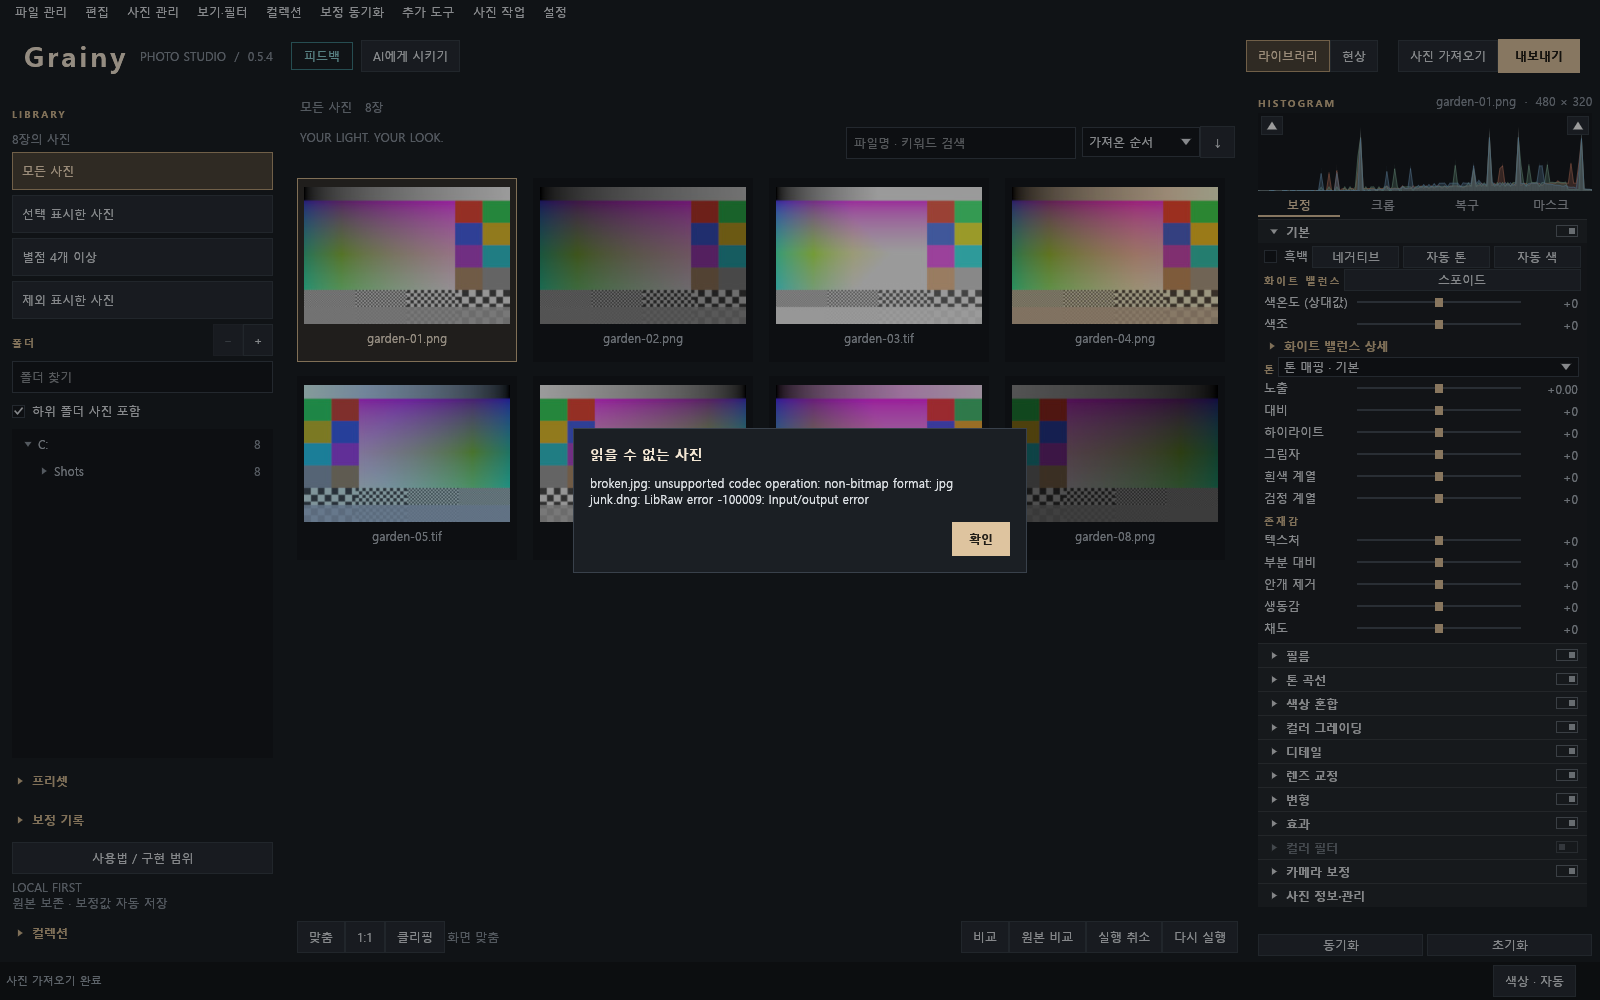 파일 관리 편집 사진 관리 보기·필터 컬렉션 보정 동기화 추가 도구 사진 작업 설정
Grainy PHOTO STUDIO / 0.5.4 피드백 AI에게 시키기 라이브러리 현상 사진 가져오기 내보내기
LIBRARY
8장의 사진
모든 사진
선택 표시한 사진
별점 4개 이상
제외 표시한 사진
폴더 − +
폴더 찾기
하위 폴더 사진 포함
C: 8
Shots 8
프리셋
보정 기록
사용법 / 구현 범위
LOCAL FIRST
원본 보존 · 보정값 자동 저장
컬렉션
모든 사진 8장
YOUR LIGHT. YOUR LOOK.
파일명 · 키워드 검색 가져온 순서 ↓
garden-01.png garden-02.png garden-03.tif garden-04.png
garden-05.tif garden-08.png
읽을 수 없는 사진
broken.jpg: unsupported codec operation: non-bitmap format: jpg
junk.dng: LibRaw error -100009: Input/output error
확인
맞춤 1:1 클리핑 화면 맞춤 비교 원본 비교 실행 취소 다시 실행
HISTOGRAM garden-01.png · 480 × 320
보정 크롭 복구 마스크
기본
흑백 네거티브 자동 톤 자동 색
화이트 밸런스 스포이드
색온도 (상대값) +0
색조 +0
화이트 밸런스 상세
톤 톤 매핑 · 기본
노출 +0.00
대비 +0
하이라이트 +0
그림자 +0
흰색 계열 +0
검정 계열 +0
존재감
텍스처 +0
부분 대비 +0
안개 제거 +0
생동감 +0
채도 +0
필름
톤 곡선
색상 혼합
컬러 그레이딩
디테일
렌즈 교정
변형
효과
컬러 필터
카메라 보정
사진 정보·관리
동기화 초기화
사진 가져오기 완료 색상 · 자동